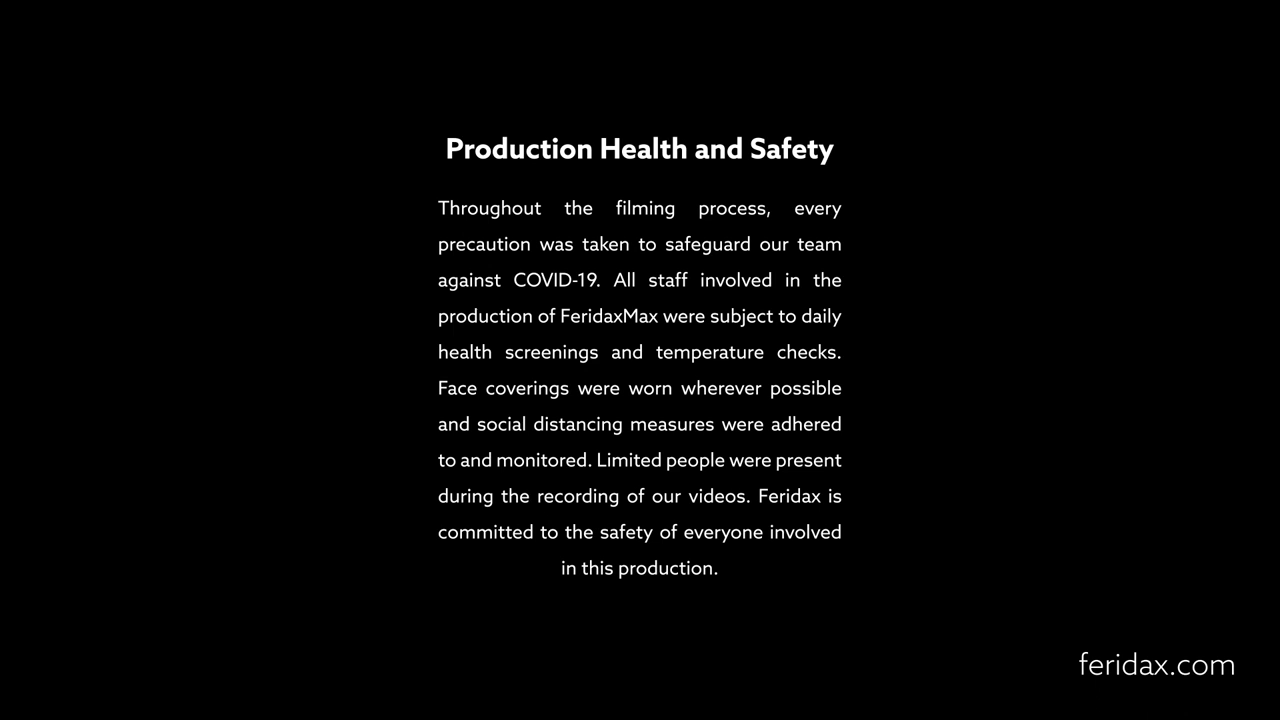 Production Health and Safety
Throughout the filming process, every
precaution was taken to safeguard our team
against COVID-19. All staff involved in the
production of FeridaxMax were subject to daily
health screenings and temperature checks.
Face coverings were worn wherever possible
and social distancing measures were adhered
to and monitored. Limited people were present
during the recording of our videos. Feridax is
committed to the safety of everyone involved
in this production.
feridax.com